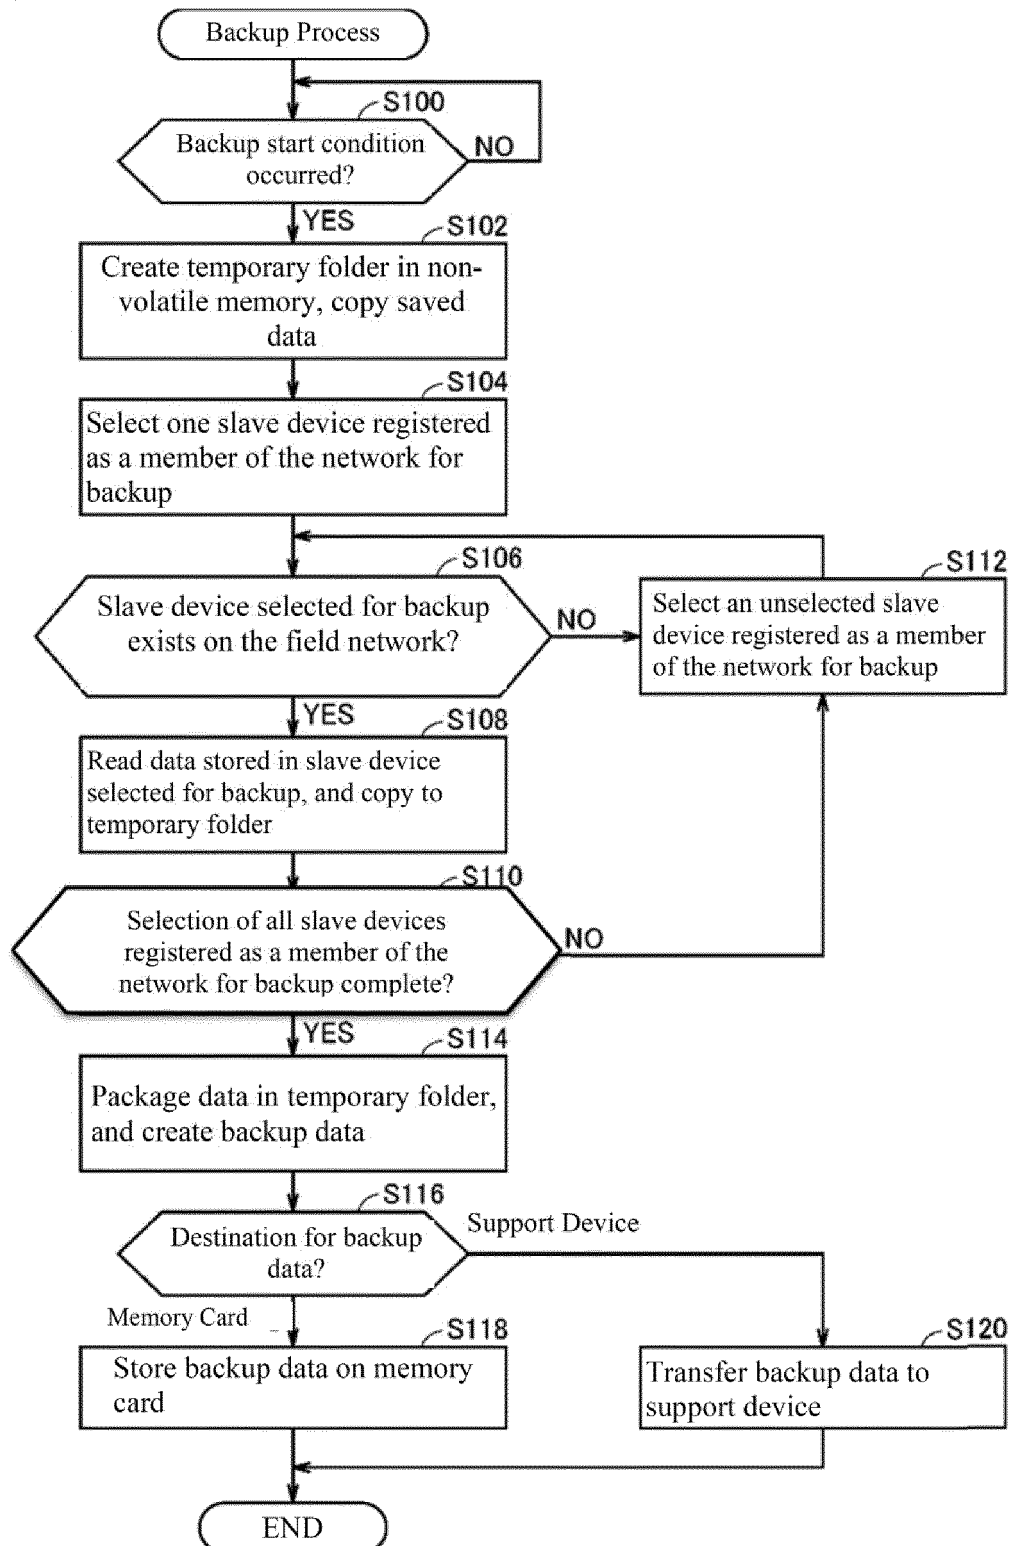 Backup Process
S100
Backup start condition
occurred?
NO
YES
S102
Create temporary folder in non-
volatile memory, copy saved
data
S104
Select one slave device registered
as a member of the network for
backup
S106
Slave device selected for backup
exists on the field network?
NO
S112
Select an unselected slave
device registered as a member
of the network for backup
YES
S108
Read data stored in slave device
selected for backup, and copy to
temporary folder
S110
Selection of all slave devices
registered as a member of the
network for backup complete?
NO
YES
S114
Package data in temporary folder,
and create backup data
S116
Destination for backup
data?
Support Device
Memory Card
S118
Store backup data on memory
card
S120
Transfer backup data to
support device
END